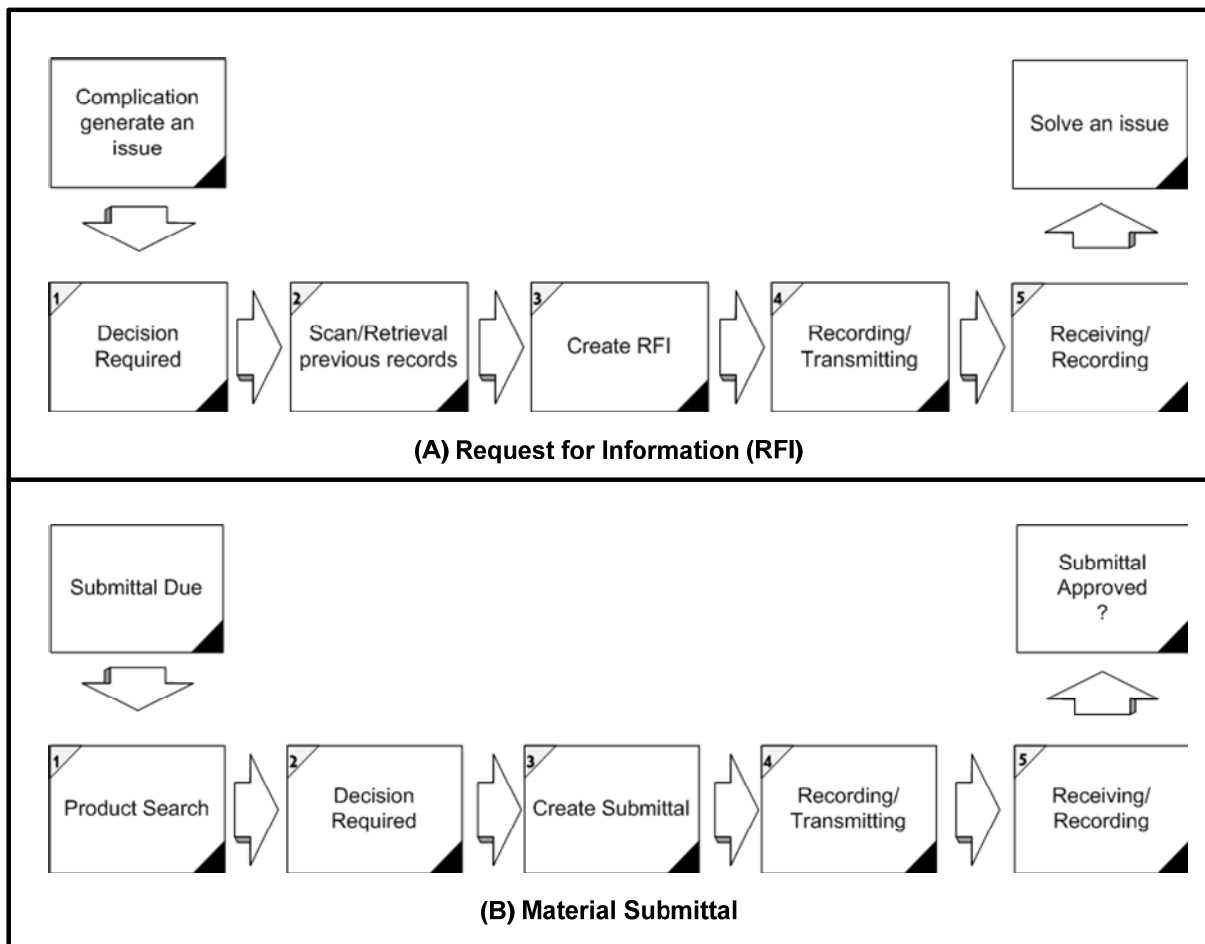 Complication
generate an
issue
Solve an issue
1
Decision
Required
2
Scan/Retrieval
previous records
3
Create RFI
4
Recording/
Transmitting
5
Receiving/
Recording
(A) Request for Information (RFI)
Submittal Due
Submittal
Approved
?
1
Product Search
2
Decision
Required
3
Create Submittal
4
Recording/
Transmitting
5
Receiving/
Recording
(B) Material Submittal